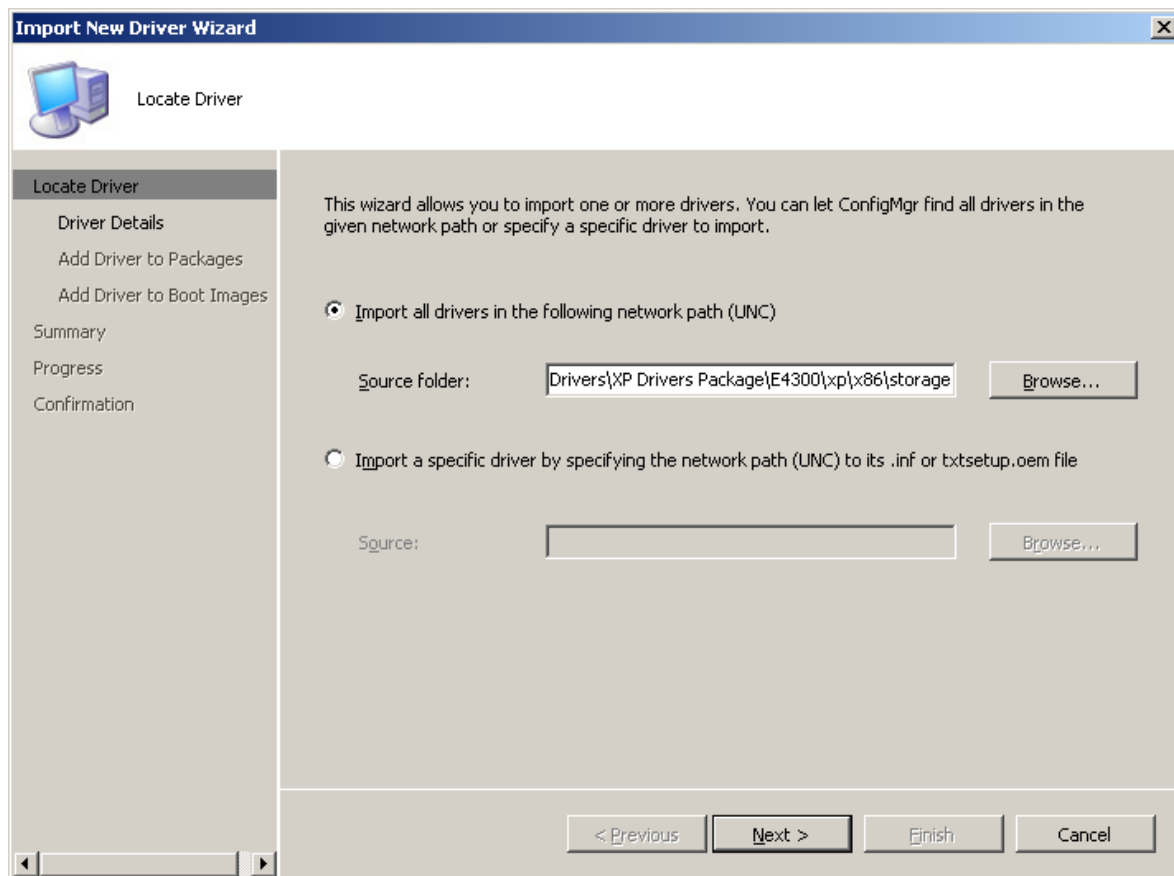 Import New Driver Wizard
Locate Driver
Locate Driver
Driver Details
Add Driver to Packages
Add Driver to Boot Images
Summary
Progress
Confirmation
This wizard allows you to import one or more drivers. You can let ConfigMgr find all drivers in the
given network path or specify a specific driver to import.
Import all drivers in the following network path (UNC)
Source folder: Drivers\XP Drivers Package\E4300\xp\x86\storage Browse...
Import a specific driver by specifying the network path (UNC) to its .inf or txtsetup.oem file
Source: Browse...
< Previous Next > Finish Cancel